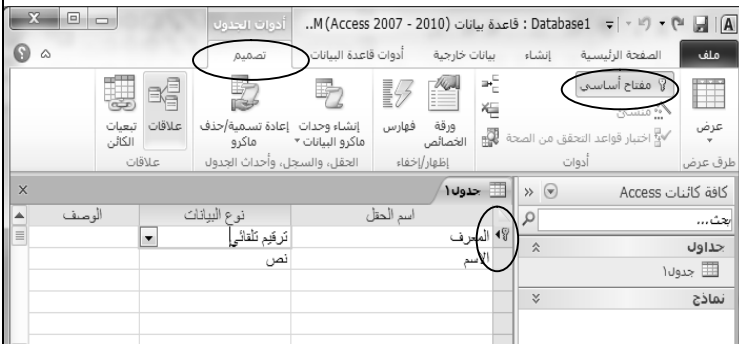 Database1 : قاعدة بيانات (Access 2007 - 2010) M..
أدوات الجدول
ملف
الصفحة الرئيسية
إنشاء
بيانات خارجية
أدوات قاعدة البيانات
تصميم
عرض
طرق عرض
مفتاح أساسي
منشئ
اختبار قواعد التحقق من الصحة
أدوات
ورقة الخصائص
فهارس
إظهار/إخفاء
إنشاء وحدات ماكرو البيانات
إعادة تسمية/حذف ماكرو
الحقل، والسجل، وأحداث الجدول
علاقات
تبعيات الكائن
علاقات
كافة كائنات Access
بحث...
جداول
جدول١
نماذج
جدول١
اسم الحقل
نوع البيانات
الوصف
المعرف
ترقيم تلقائي
الاسم
نص